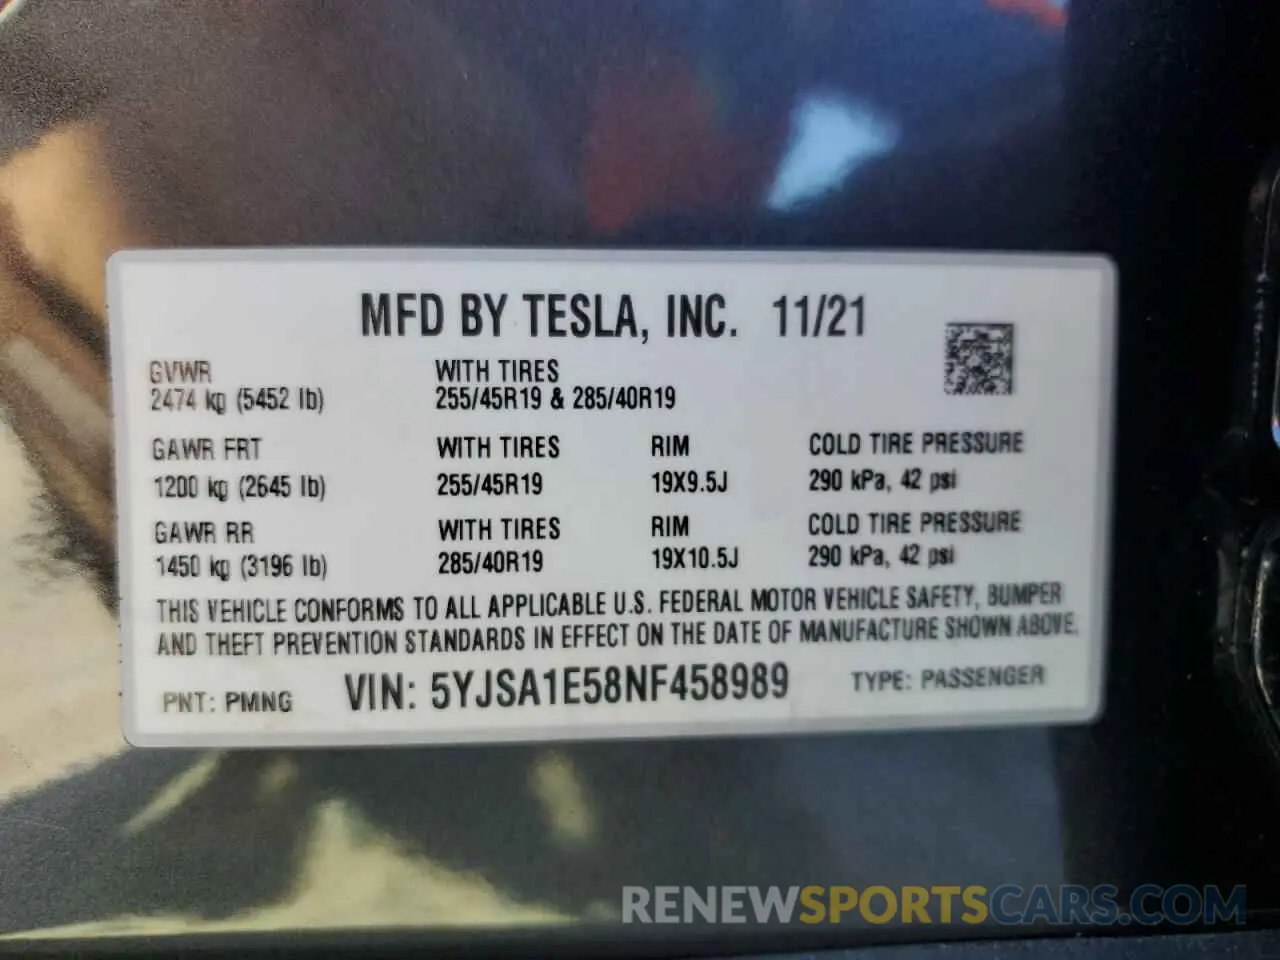 MFD BY TESLA, INC. 11/21
GVWR WITH TIRES
2474 kg (5452 lb) 255/45R19 & 285/40R19
GAWR FRT WITH TIRES RIM COLD TIRE PRESSURE
1200 kg (2645 lb) 255/45R19 19X9.5J 290 kPa, 42 psi
GAWR RR WITH TIRES RIM COLD TIRE PRESSURE
1450 kg (3196 lb) 285/40R19 19X10.5J 290 kPa, 42 psi
THIS VEHICLE CONFORMS TO ALL APPLICABLE U.S. FEDERAL MOTOR VEHICLE SAFETY, BUMPER
AND THEFT PREVENTION STANDARDS IN EFFECT ON THE DATE OF MANUFACTURE SHOWN ABOVE.
PNT: PMNG VIN: 5YJSA1E58NF458989 TYPE: PASSENGER
RENEWSPORTSCARS.COM